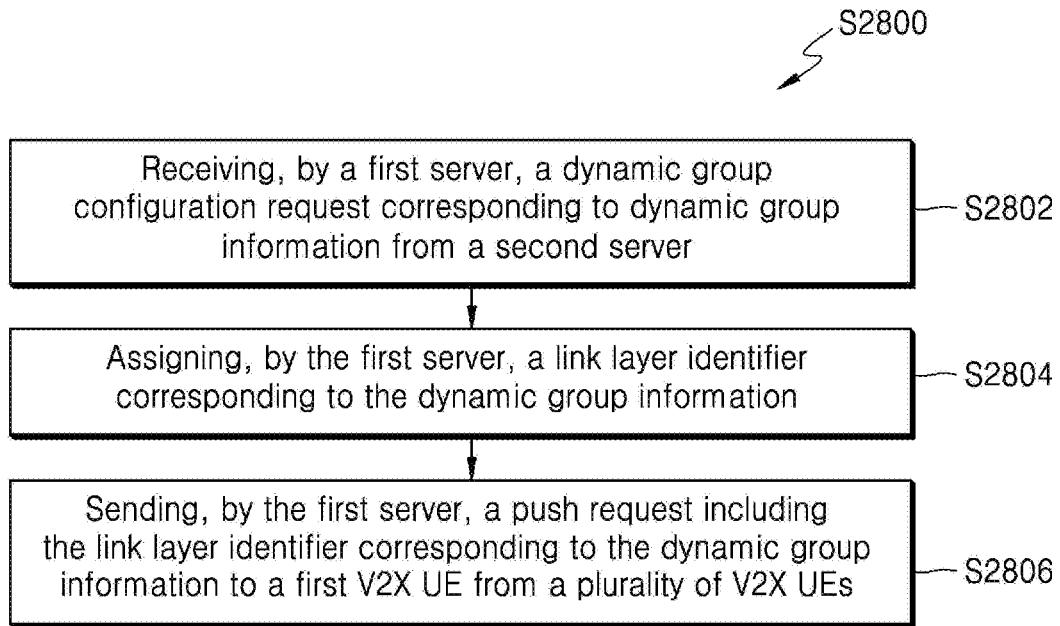 S2800
Receiving, by a first server, a dynamic group
configuration request corresponding to dynamic group
information from a second server
S2802
Assigning, by the first server, a link layer identifier
corresponding to the dynamic group information
S2804
Sending, by the first server, a push request including
the link layer identifier corresponding to the dynamic group
information to a first V2X UE from a plurality of V2X UEs
S2806